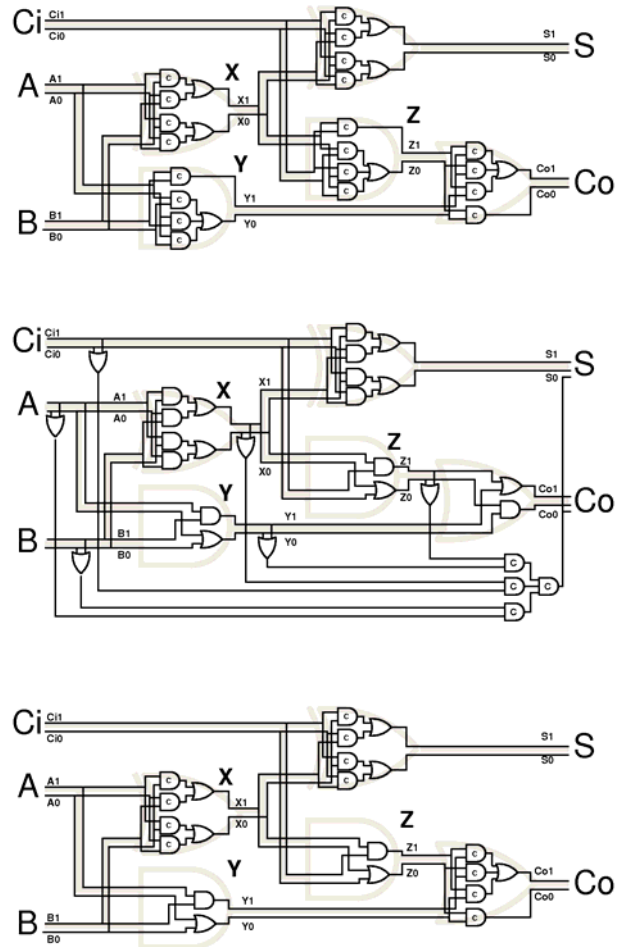 Ci Ci1 S1
Ci0 S0 S
A A1 X
A0 X1
X0 Z
Y Z1
Z0 Co1
Co0 Co
B B1 Y1
B0 Y0
C C C C C C C C C C C C C C C C C C C C
Ci Ci1 S1
Ci0 S0 S
A A1 X X1
A0
X0 Z
Z1
Z0
Y Co1
Co0 Co
B B1 Y1
B0 Y0
C
C C
C
Ci Ci1 S1
Ci0 S0 S
A A1 X
A0 X1
X0 Z
Y Z1
Z0 Co1
Co0 Co
B B1 Y1
B0 Y0
C C C C C C C C C C C C